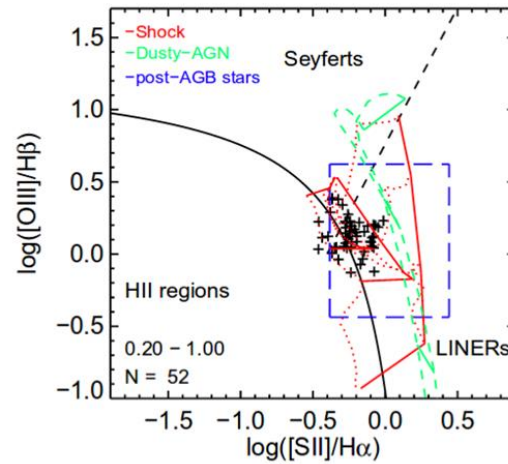 −Shock
−Dusty-AGN
−post-AGB stars
Seyferts
HII regions
LINERs
0.20 − 1.00
N = 52
1.5
1.0
0.5
0.0
−0.5
−1.0
log([OIII]/Hβ)
−1.5 −1.0 −0.5 0.0 0.5
log([SII]/Hα)